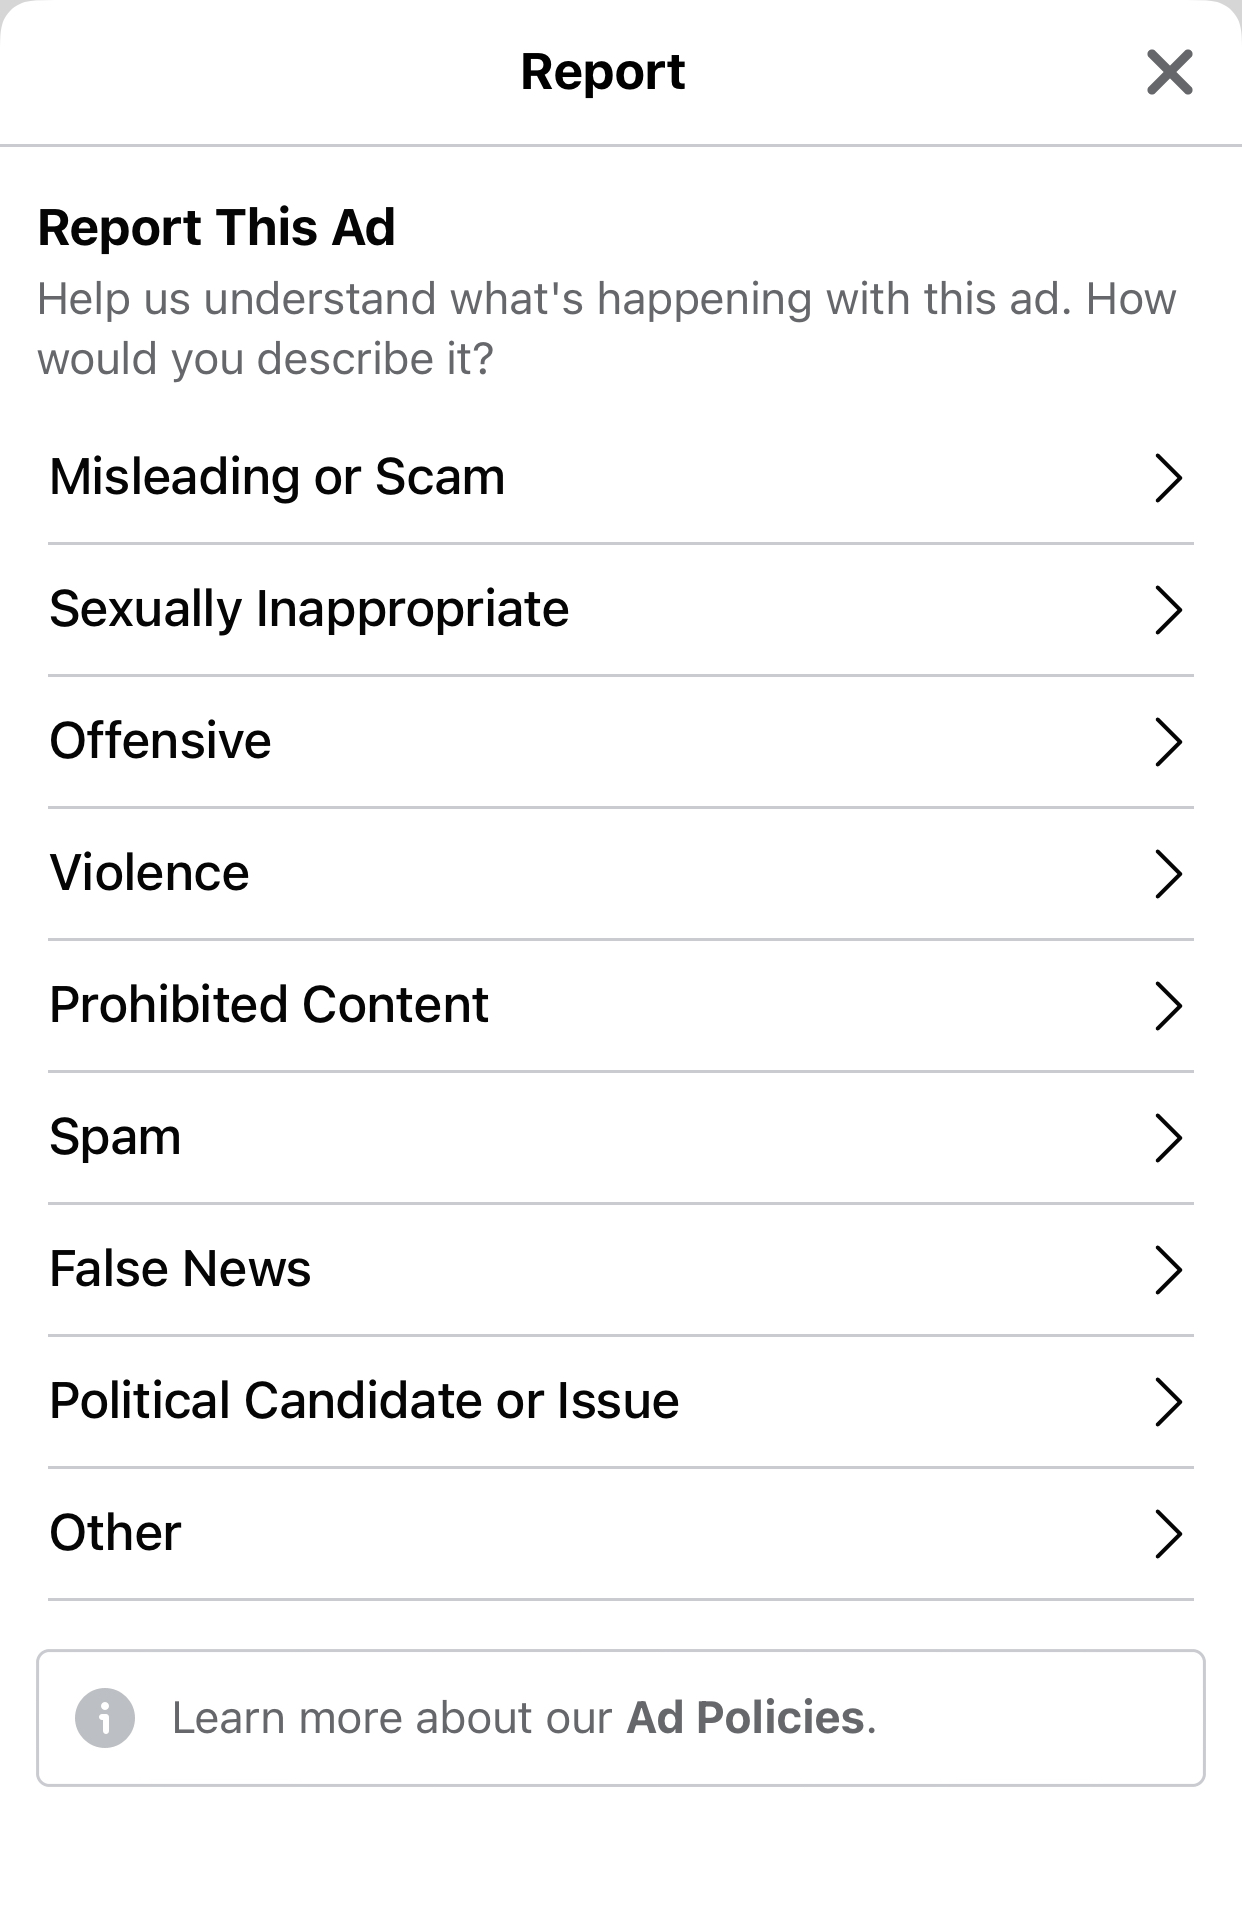 Report
Report This Ad
Help us understand what's happening with this ad. How
would you describe it?
Misleading or Scam
Sexually Inappropriate
Offensive
Violence
Prohibited Content
Spam
False News
Political Candidate or Issue
Other
Learn more about our Ad Policies.